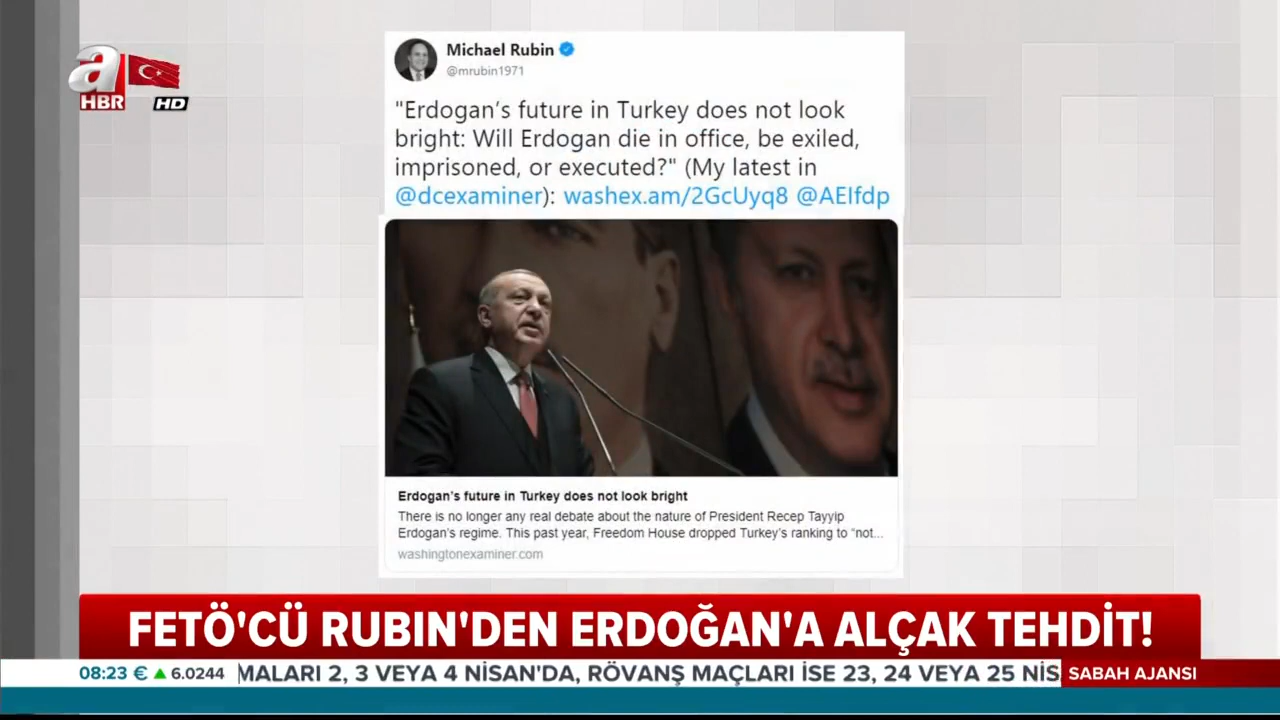 a
HBR
HD
Michael Rubin
@mrubin1971
"Erdogan’s future in Turkey does not look
bright: Will Erdogan die in office, be exiled,
imprisoned, or executed?" (My latest in
@dcexaminer): washex.am/2GcUyq8 @AEIfdp
Erdogan's future in Turkey does not look bright
There is no longer any real debate about the nature of President Recep Tayyip
Erdogan's regime. This past year, Freedom House dropped Turkey's ranking to “not...
washingtonexaminer.com
FETÖ'CÜ RUBIN'DEN ERDOĞAN'A ALÇAK TEHDİT!
08:23 € ▲ 6.0244 MALARI 2, 3 VEYA 4 NİSAN'DA, RÖVANŞ MAÇLARI İSE 23, 24 VEYA 25 NİS SABAH AJANSI